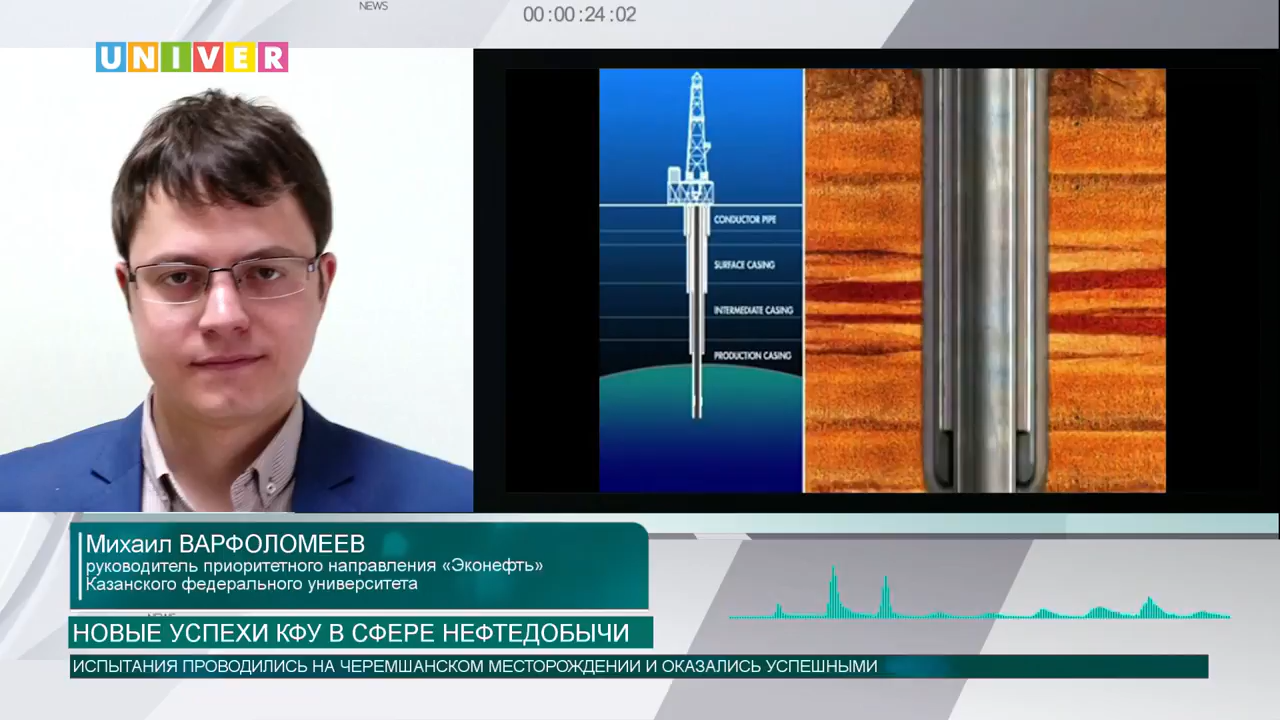 NEWS
00:00:24:02
UNIVER
CONDUCTOR PIPE
SURFACE CASING
INTERMEDIATE CASING
PRODUCTION CASING
Михаил ВАРФОЛОМЕЕВ
руководитель приоритетного направления «Эконефть»
Казанского федерального университета
НОВЫЕ УСПЕХИ КФУ В СФЕРЕ НЕФТЕДОБЫЧИ
ИСПЫТАНИЯ ПРОВОДИЛИСЬ НА ЧЕРЕМШАНСКОМ МЕСТОРОЖДЕНИИ И ОКАЗАЛИСЬ УСПЕШНЫМИ